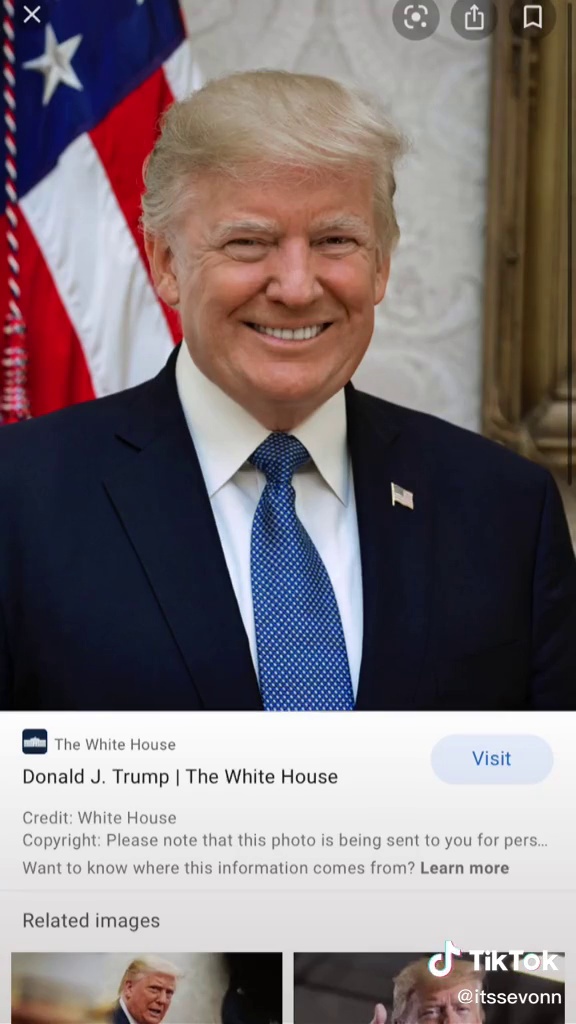 The White House
Visit
Donald J. Trump | The White House
Credit: White House
Copyright: Please note that this photo is being sent to you for pers...
Want to know where this information comes from? Learn more
Related images
TikTok
@itssevonn